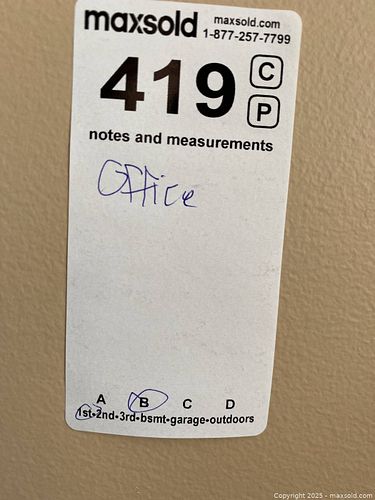 maxsold maxsold.com
1-877-257-7799
419 C
P
notes and measurements
Office
A B C D
1st•2nd•3rd•bsmt•garage•outdoors
Copyright 2025 - maxsold.com